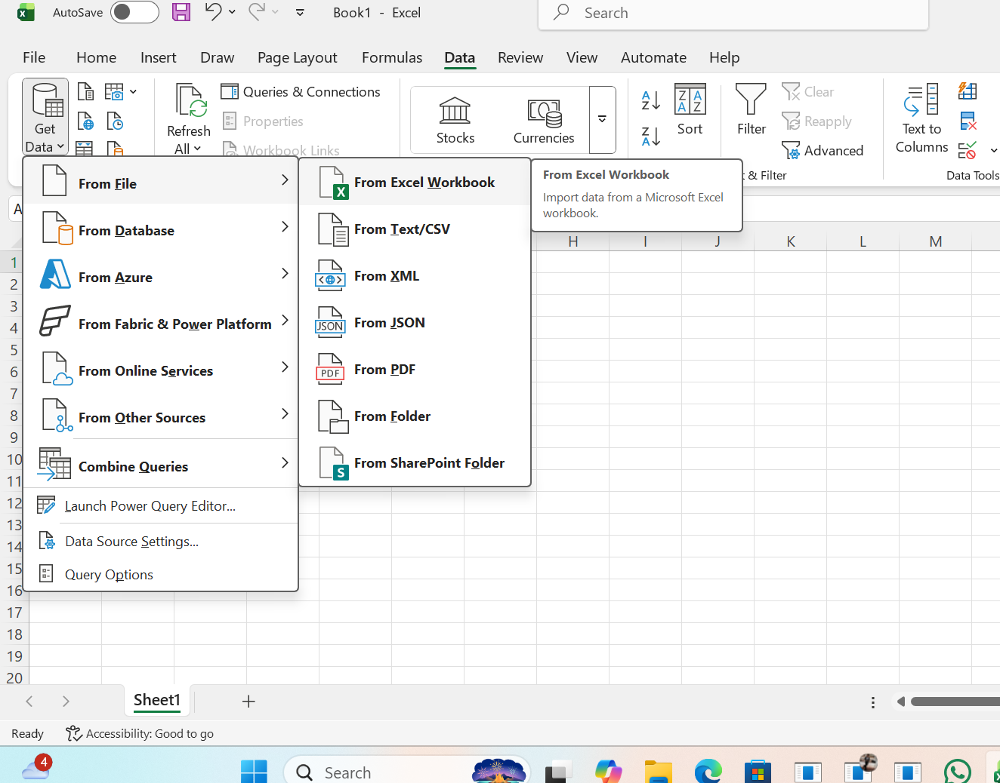 AutoSave
Book1 - Excel
Search
File Home Insert Draw Page Layout Formulas Data Review View Automate Help
Get
Data
Refresh
All
Queries & Connections
Properties
Workbook Links
Stocks
Currencies
Sort
Filter
Clear
Reapply
Advanced
Text to
Columns
t & Filter
Data Tools
From File
From Database
From Azure
From Fabric & Power Platform
From Online Services
From Other Sources
Combine Queries
Launch Power Query Editor...
Data Source Settings...
Query Options
From Excel Workbook
From Text/CSV
From XML
JSON
From JSON
PDF
From PDF
From Folder
From SharePoint Folder
From Excel Workbook
Import data from a Microsoft Excel
workbook.
A
H I J K L M
1
2
3
4
5
6
7
8
9
10
11
12
13
14
15
16
17
18
19
20
Sheet1
Ready
Accessibility: Good to go
4
Search